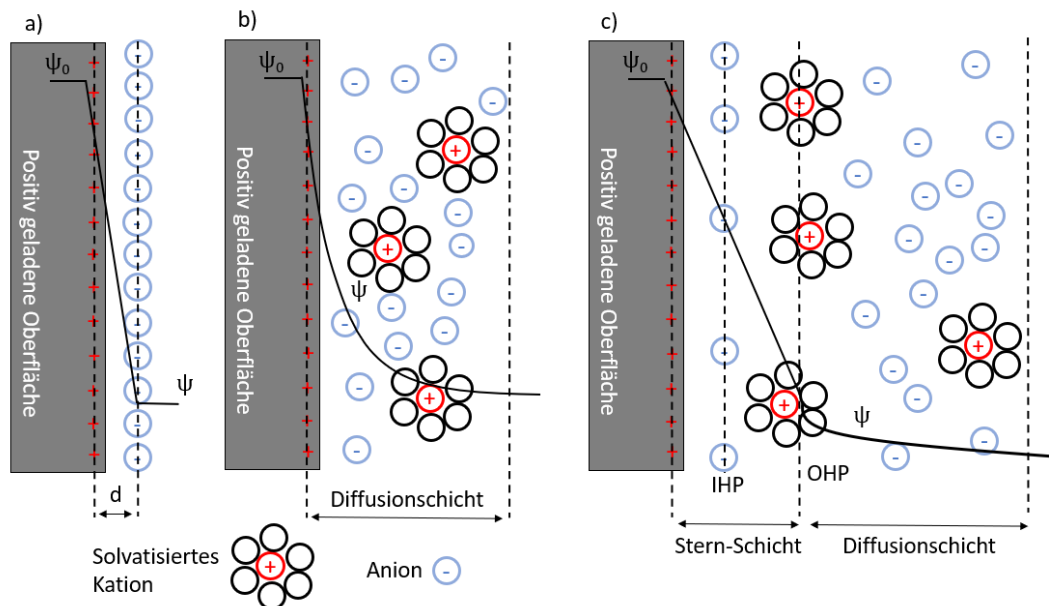 a)
ψ₀
Positiv geladene Oberfläche
ψ
d
b)
ψ₀
Positiv geladene Oberfläche
ψ
Diffusionschicht
c)
ψ₀
Positiv geladene Oberfläche
ψ
IHP
OHP
Stern-Schicht
Diffusionschicht
Solvatisiertes
Kation
+
Anion
-